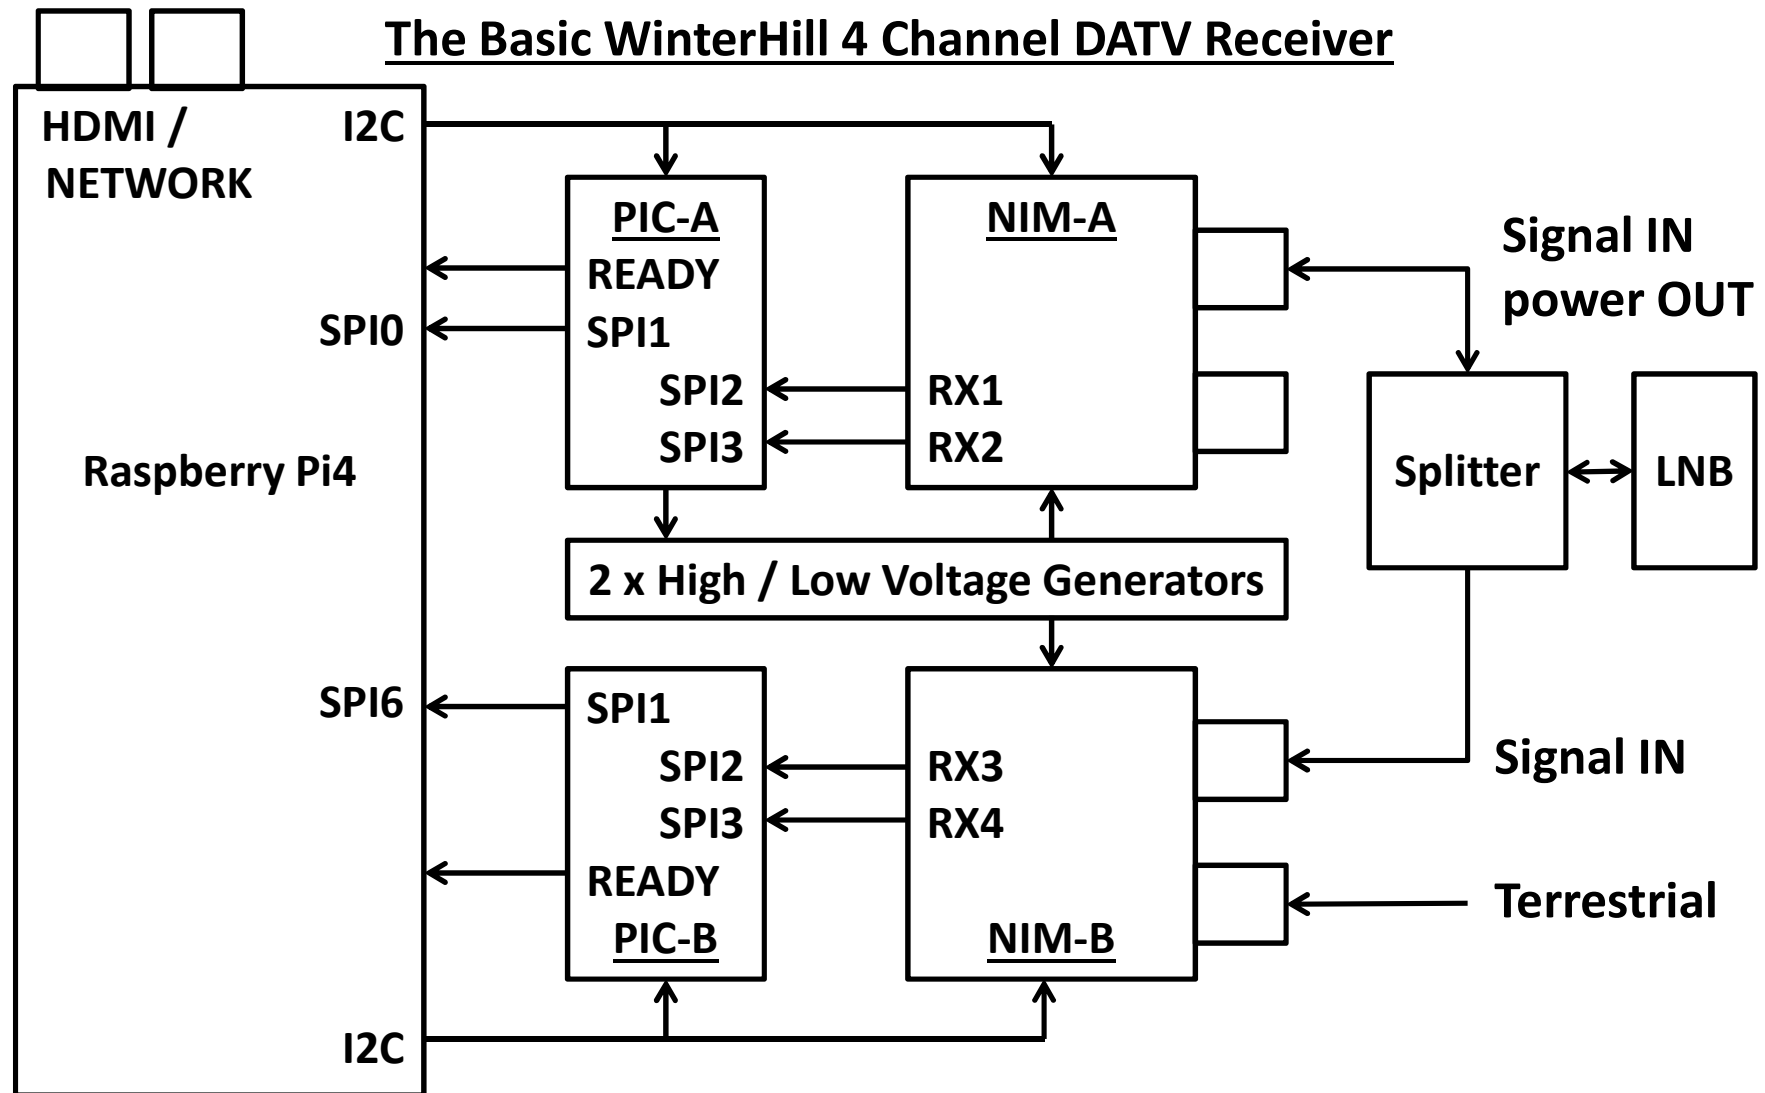 The Basic WinterHill 4 Channel DATV Receiver
HDMI /
NETWORK
I2C
SPI0
Raspberry Pi4
SPI6
I2C
PIC-A
READY
SPI1
SPI2
SPI3
NIM-A
RX1
RX2
Signal IN
power OUT
Splitter
LNB
2 x High / Low Voltage Generators
SPI1
SPI2
SPI3
READY
PIC-B
RX3
RX4
NIM-B
Signal IN
Terrestrial